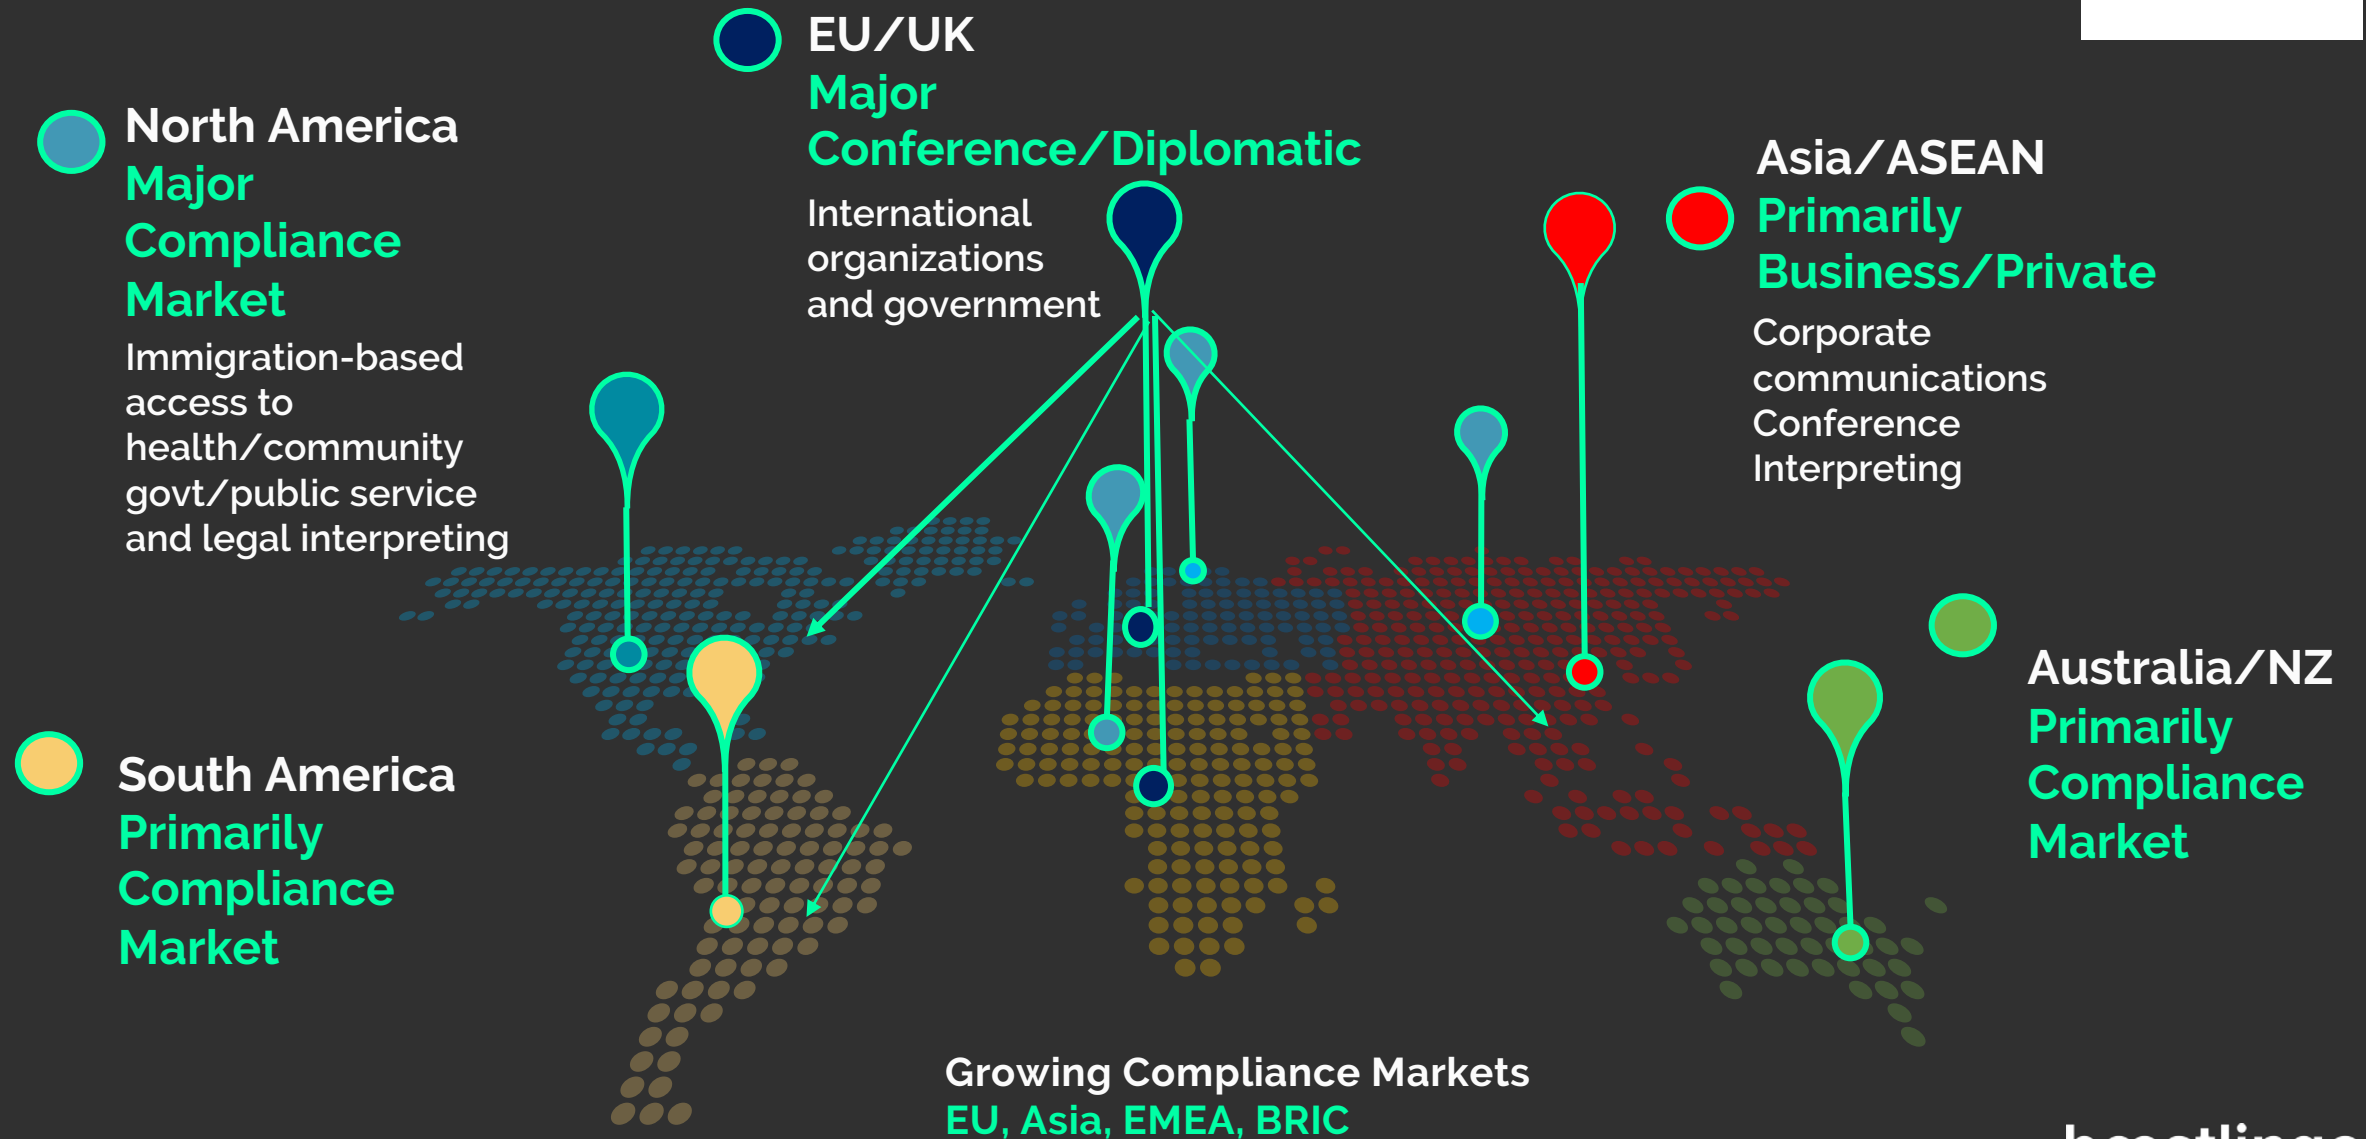 EU/UK
Major
Conference/Diplomatic
International
organizations
and government
North America
Major
Compliance
Market
Immigration-based
access to
health/community
govt/public service
and legal interpreting
Asia/ASEAN
Primarily
Business/Private
Corporate
communications
Conference
Interpreting
South America
Primarily
Compliance
Market
Australia/NZ
Primarily
Compliance
Market
Growing Compliance Markets
EU, Asia, EMEA, BRIC